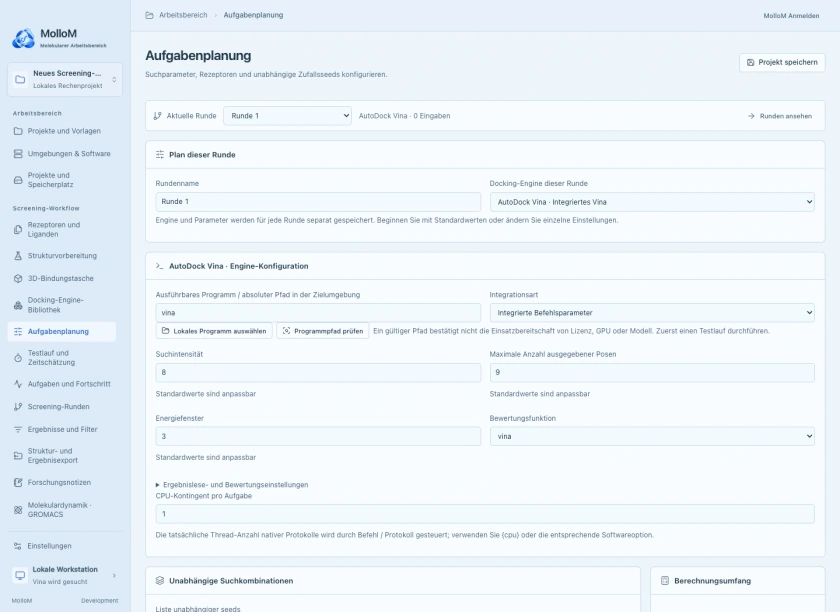 MolloM
Molekularer Arbeitsbereich
Neues Screening-...
Lokales Rechenprojekt
Arbeitsbereich
Projekte und Vorlagen
Umgebungen & Software
Projekte und
Speicherplatz
Screening-Workflow
Rezeptoren und
Liganden
Strukturvorbereitung
3D-Bindungstasche
Docking-Engine-
Bibliothek
Aufgabenplanung
Testlauf und
Zeitschätzung
Aufgaben und Fortschritt
Screening-Runden
Ergebnisse und Filter
Struktur- und
Ergebnisexport
Forschungsnotizen
Molekulardynamik ·
GROMACS
Einstellungen
Lokale Workstation
Vina wird gesucht
MolloM Development
Arbeitsbereich › Aufgabenplanung
MolloM Anmelden
Aufgabenplanung
Suchparameter, Rezeptoren und unabhängige Zufallsseeds konfigurieren.
Projekt speichern
Aktuelle Runde Runde 1 AutoDock Vina · 0 Eingaben
Runden ansehen
Plan dieser Runde
Rundenname Docking-Engine dieser Runde
Runde 1 AutoDock Vina · Integriertes Vina
Engine und Parameter werden für jede Runde separat gespeichert. Beginnen Sie mit Standardwerten oder ändern Sie einzelne Einstellungen.
AutoDock Vina · Engine-Konfiguration
Ausführbares Programm / absoluter Pfad in der Zielumgebung Integrationsart
vina Integrierte Befehlsparameter
Lokales Programm auswählen Programmpfad prüfen Ein gültiger Pfad bestätigt nicht die Einsatzbereitschaft von Lizenz, GPU oder Modell. Zuerst einen Testlauf durchführen.
Suchintensität Maximale Anzahl ausgegebener Posen
8 9
Standardwerte sind anpassbar Standardwerte sind anpassbar
Energiefenster Bewertungsfunktion
3 vina
Standardwerte sind anpassbar
Ergebnislese- und Bewertungseinstellungen
CPU-Kontingent pro Aufgabe
1
Die tatsächliche Thread-Anzahl nativer Protokolle wird durch Befehl / Protokoll gesteuert; verwenden Sie {cpu} oder die entsprechende Softwareoption.
Unabhängige Suchkombinationen Berechnungsumfang
Liste unabhängiger seeds